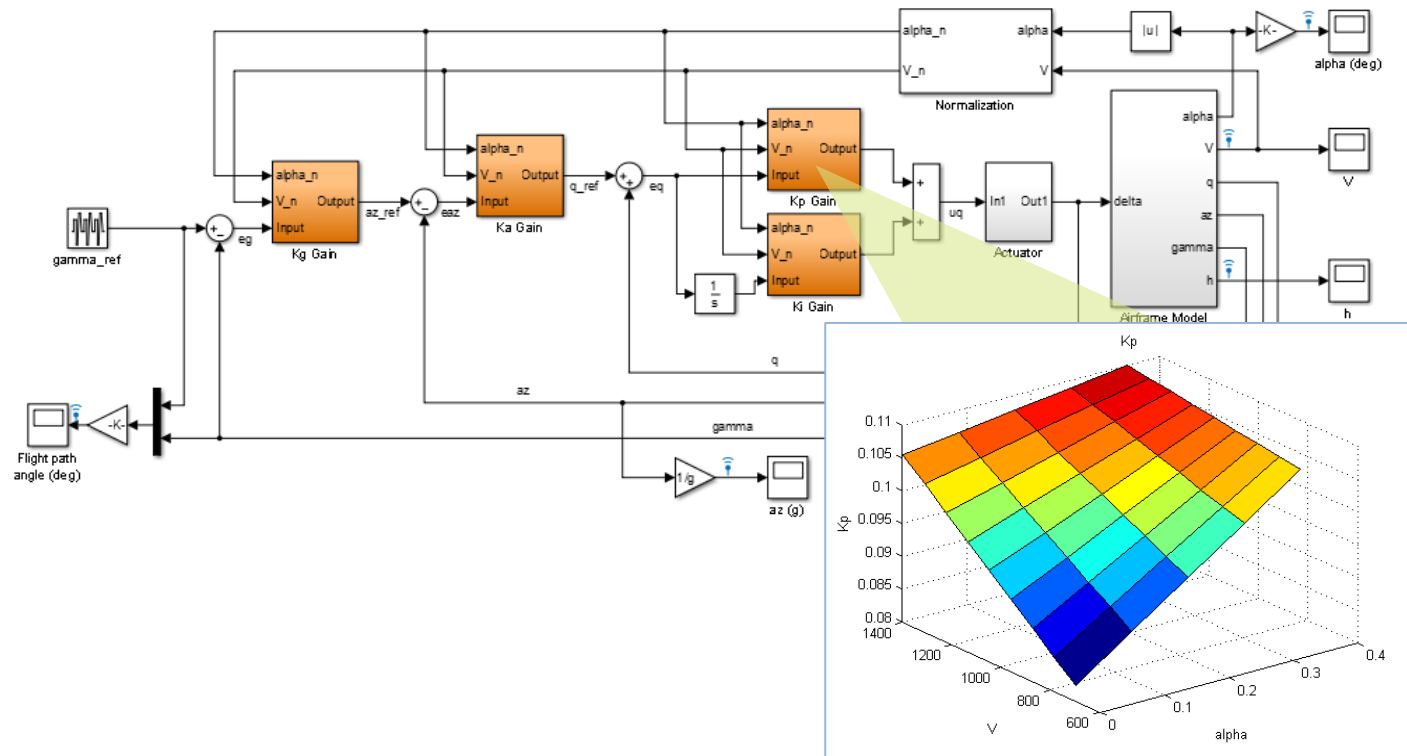 alpha_n
alpha
V_n
V
Normalization
|u|
-K-
alpha (deg)
alpha_n
V_n
Output
Input
Kp Gain
alpha_n
V_n
Output
Input
Ki Gain
alpha_n
V_n
Output
Input
Ka Gain
alpha_n
V_n
Output
Input
Kg Gain
gamma_ref
+
-
eg
az_ref
+
-
eaz
q_ref
+
+
eq
1
s
+
+
uq
In1
Out1
Actuator
delta
alpha
V
q
az
gamma
h
Airframe Model
V
h
q
az
gamma
-K-
Flight path
angle (deg)
1/g
az (g)
Kp
0.11
0.105
0.1
0.095
0.09
0.085
0.08
Kp
1400
1200
1000
800
600
V
0
0.1
0.2
0.3
0.4
alpha